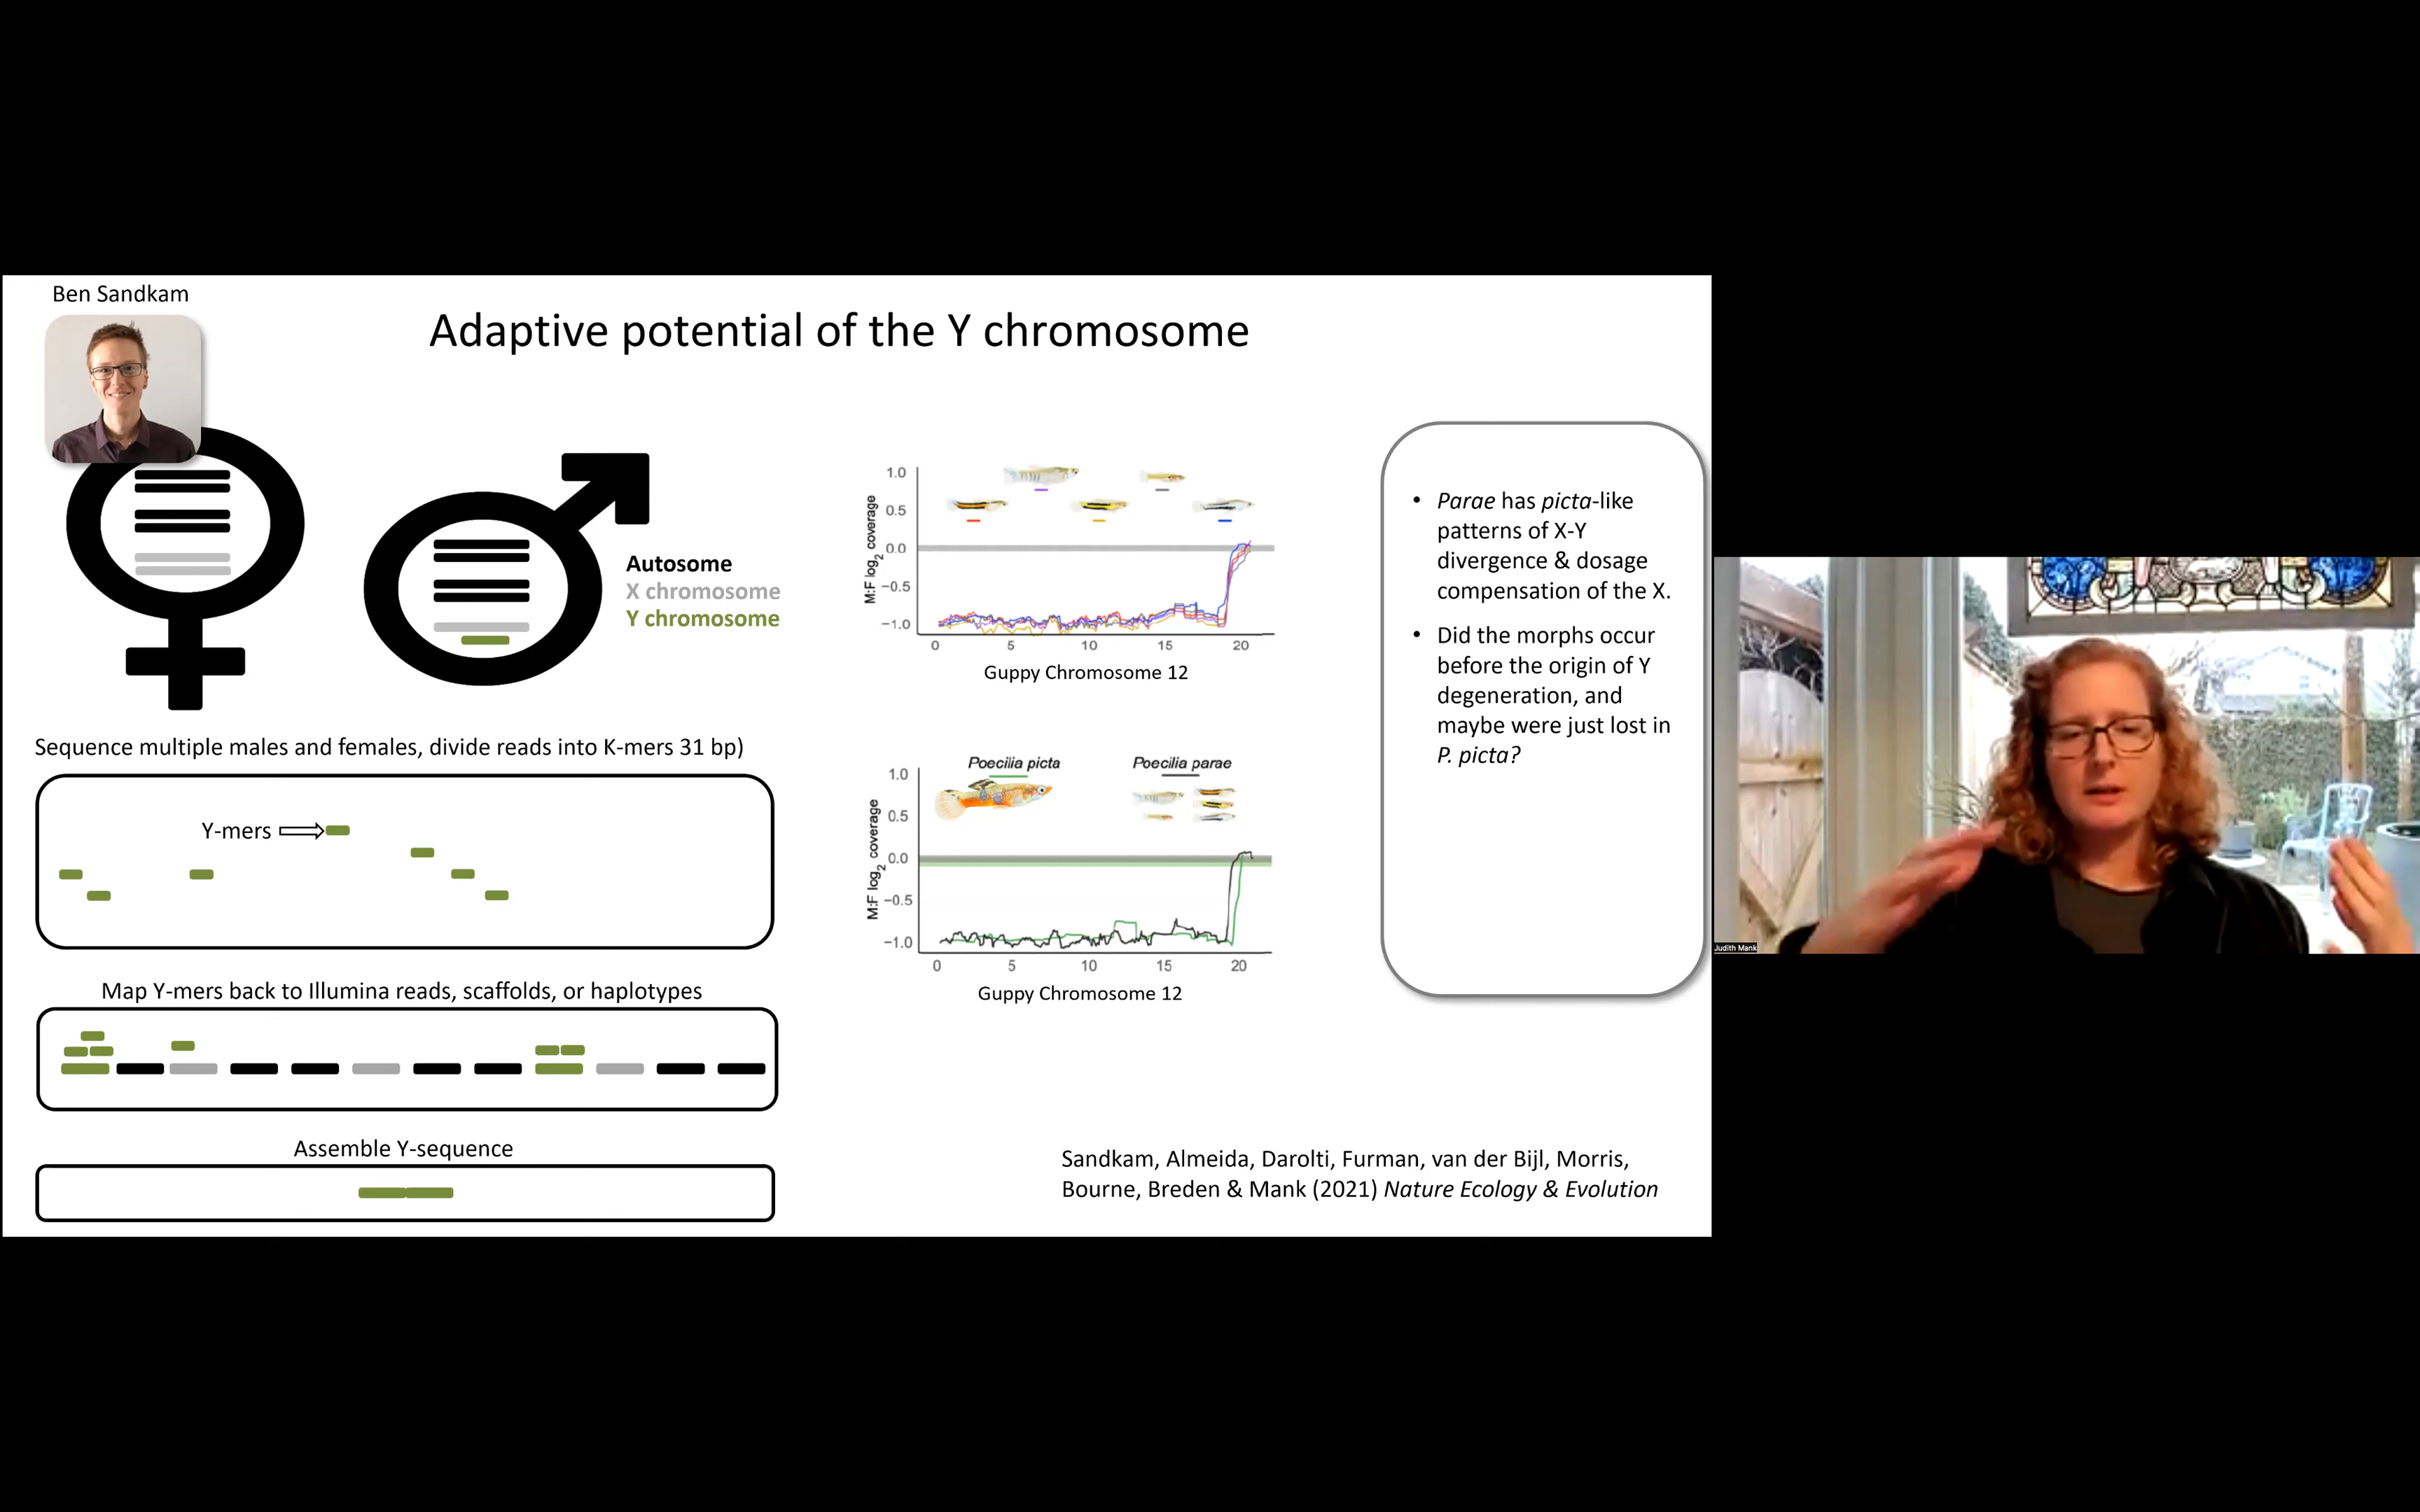 Ben Sandkam
Adaptive potential of the Y chromosome
Autosome
X chromosome
Y chromosome
Sequence multiple males and females, divide reads into K-mers 31 bp)
Y-mers
Map Y-mers back to Illumina reads, scaffolds, or haplotypes
Assemble Y-sequence
M:F log2 coverage
1.0
0.5
0.0
−0.5
−1.0
0 5 10 15 20
Guppy Chromosome 12
Poecilia picta
Poecilia parae
M:F log2 coverage
1.0
0.5
0.0
−0.5
−1.0
0 5 10 15 20
Guppy Chromosome 12
• Parae has picta-like
patterns of X-Y
divergence & dosage
compensation of the X.
• Did the morphs occur
before the origin of Y
degeneration, and
maybe were just lost in
P. picta?
Sandkam, Almeida, Darolti, Furman, van der Bijl, Morris,
Bourne, Breden & Mank (2021) Nature Ecology & Evolution
Judith Mank